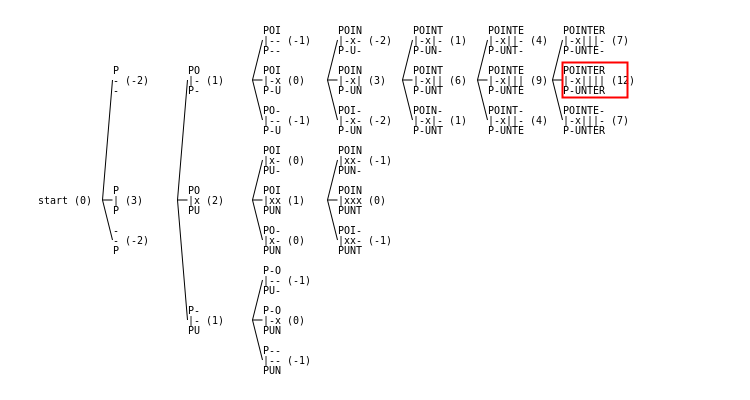 start (0)
P
- (-2)
-
P
| (3)
P
-
- (-2)
P
PO
|- (1)
P-
PO
|x (2)
PU
P-
|- (1)
PU
POI
|-- (-1)
P--
POI
|-x (0)
P-U
PO-
|-- (-1)
P-U
POI
|x- (0)
PU-
POI
|xx (1)
PUN
PO-
|x- (0)
PUN
P-O
|-- (-1)
PU-
P-O
|-x (0)
PUN
P--
|-- (-1)
PUN
POIN
|-x- (-2)
P-U-
POIN
|-x| (3)
P-UN
POI-
|-x- (-2)
P-UN
POIN
|xx- (-1)
PUN-
POIN
|xxx (0)
PUNT
POI-
|xx- (-1)
PUNT
POINT
|-x|- (1)
P-UN-
POINT
|-x|| (6)
P-UNT
POIN-
|-x|- (1)
P-UNT
POINTE
|-x||- (4)
P-UNT-
POINTE
|-x||| (9)
P-UNTE
POINT-
|-x||- (4)
P-UNTE
POINTER
|-x|||- (7)
P-UNTE-
POINTER
|-x|||| (12)
P-UNTER
POINTE-
|-x|||- (7)
P-UNTER